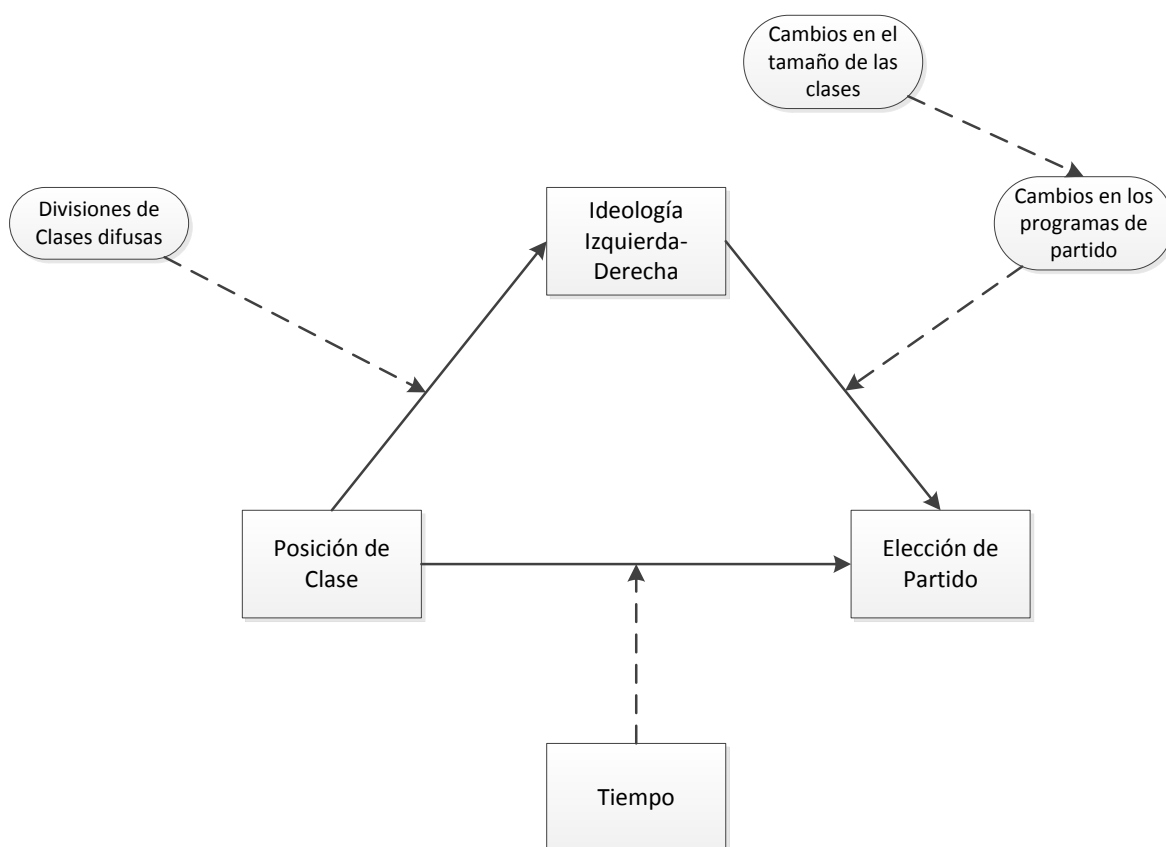 Cambios en el
tamaño de las
clases
Divisiones de
Clases difusas
Ideología
Izquierda-
Derecha
Cambios en los
programas de
partido
Posición de
Clase
Elección de
Partido
Tiempo